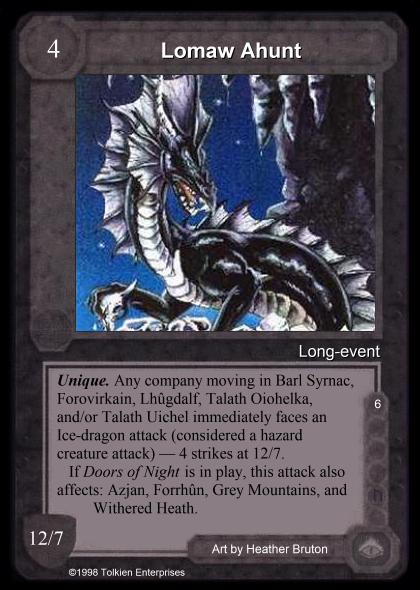 4
Lomaw Ahunt
Long-event
Unique. Any company moving in Barl Syrnac,
Forovirkain, Lhûgdalf, Talath Oiohelka,
and/or Talath Uichel immediately faces an
Ice-dragon attack (considered a hazard
creature attack) — 4 strikes at 12/7.
If Doors of Night is in play, this attack also
affects: Azjan, Forrhûn, Grey Mountains, and
Withered Heath.
6
12/7
Art by Heather Bruton
©1998 Tolkien Enterprises